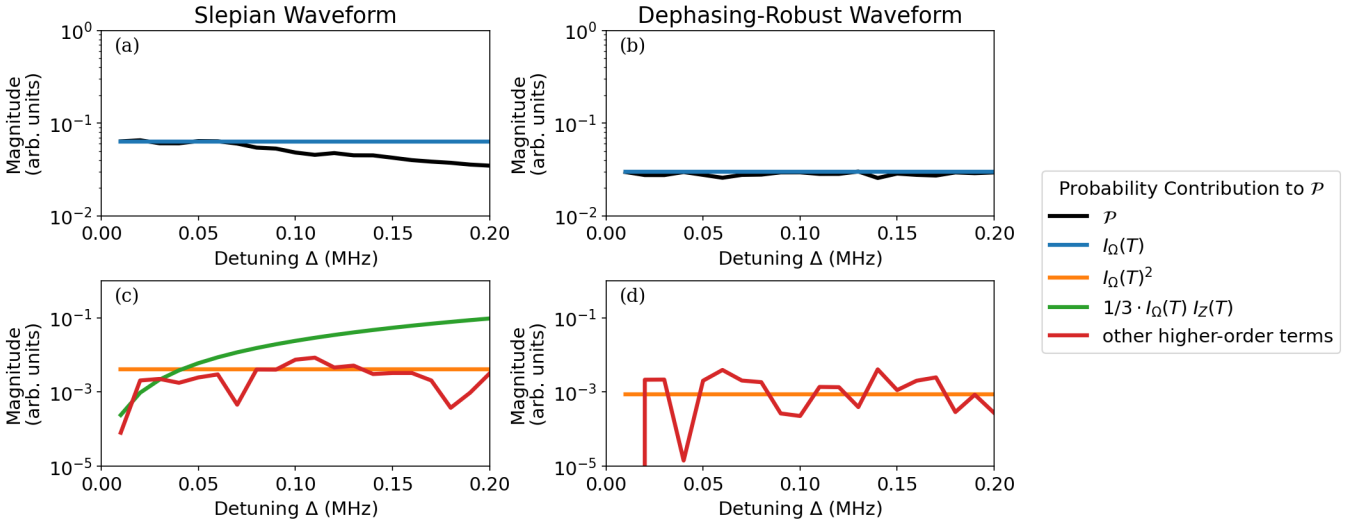 Slepian Waveform
Dephasing-Robust Waveform
(a)
10⁰
10⁻¹
10⁻²
Magnitude
(arb. units)
0.00 0.05 0.10 0.15 0.20
Detuning Δ (MHz)
(b)
10⁰
10⁻¹
10⁻²
Magnitude
(arb. units)
0.00 0.05 0.10 0.15 0.20
Detuning Δ (MHz)
(c)
10⁻¹
10⁻³
10⁻⁵
Magnitude
(arb. units)
0.00 0.05 0.10 0.15 0.20
Detuning Δ (MHz)
(d)
10⁻¹
10⁻³
10⁻⁵
Magnitude
(arb. units)
0.00 0.05 0.10 0.15 0.20
Detuning Δ (MHz)
Probability Contribution to 𝒫
𝒫
I_Ω(T)
I_Ω(T)²
1/3 · I_Ω(T) I_Z(T)
other higher-order terms